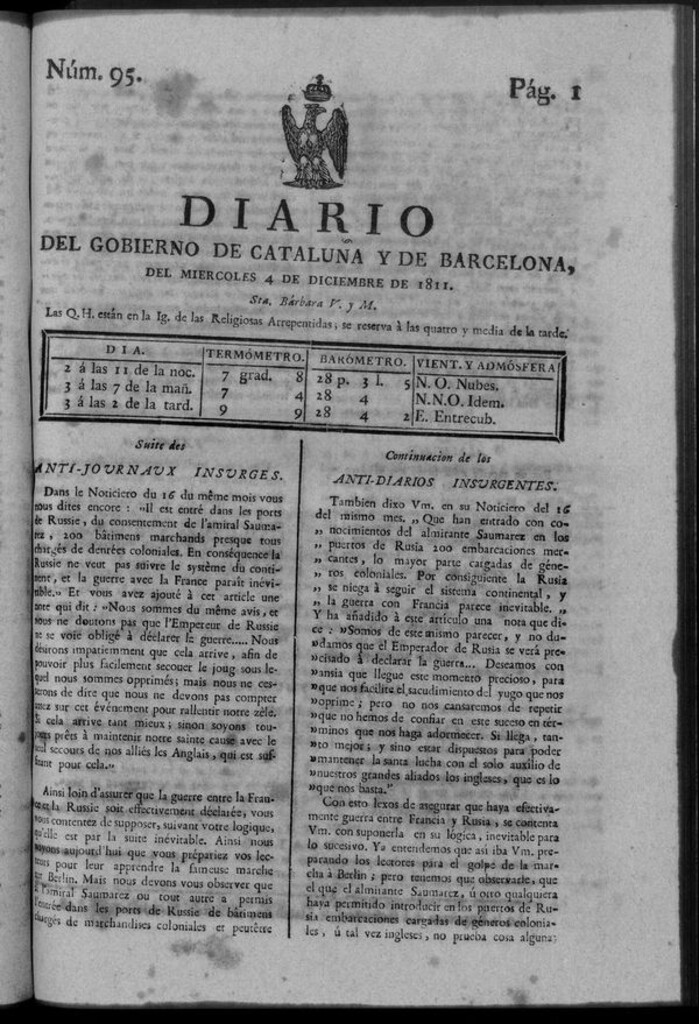 Núm. 95.
Pág. 1
DIARIO
DEL GOBIERNO DE CATALUÑA Y DE BARCELONA,
DEL MIERCOLES 4 DE DICIEMBRE DE 1811.
Sta. Bárbara V. y M.
Las Q.H. están en la Ig. de las Religiosas Arrepentidas; se reserva á las quatro y media de la tarde.
DIA. TERMÓMETRO. BARÓMETRO. VIENT. Y ADMÓSFERA
2 á las 11 de la noc. 7 grad. 8 28 p. 3 l. 5 N. O. Nubes.
3 á las 7 de la mañ. 7 4 28 4 N.N.O. Idem.
3 á las 2 de la tard. 9 9 28 4 2 E. Entrecub.
Suite des
ANTI-JOURNAUX INSURGES.
Dans le Noticiero du 16 du même mois vous
nous dites encore : »Il est entré dans les ports
de Russie, du consentement de l'amiral Sauma-
rez, 200 bâtimens marchands presque tous
chargés de denrées coloniales. En conséquence la
Russie ne veut pas suivre le système du conti-
nent, et la guerre avec la France paraît inévi-
tible.» Et vous avez ajouté à cet article une
note qui dit : »Nous sommes du même avis, et
nous ne doutons pas que l'Empereur de Russie
ne se voie obligé à déclarer la guerre..... Nous
désirons impatiemment que cela arrive, afin de
pouvoir plus facilement secouer le joug sous le-
quel nous sommes opprimés; mais nous ne ces-
serons de dire que nous ne devons pas compter
assez sur cet événement pour rallentir notre zèle.
Si cela arrive tant mieux; sinon soyons tou-
jours prêts à maintenir notre sainte cause avec le
seul secours de nos alliés les Anglais, qui est suf-
fisant pour cela.»
Ainsi loin d'assurer que la guerre entre la Fran-
ce et la Russie soit effectivement déclarée, vous
vous contentez de supposer, suivant votre logique,
qu'elle est par la suite inévitable. Ainsi nous
voyons aujourd'hui que vous prépariez vos lec-
teurs pour leur apprendre la fameuse marche
sur Berlin. Mais nous devons vous observer que
si l'amiral Saumarez ou tout autre a permis
l'entrée dans les ports de Russie de bâtimens
chargés de marchandises coloniales et peutêtre
Continuacion de los
ANTI-DIARIOS INSURGENTES.
Tambien dixo Vm. en su Noticiero del 16
del mismo mes. „ Que han entrado con co-
„ nocimientos del almirante Saumarez en los
„ puertos de Rusia 200 embarcaciones mer-
„ cantes, lo mayor parte cargadas de géne-
„ ros coloniales. Por consiguiente la Rusia
„ se niega á seguir el sistema continental, y
„ la guerra con Francia parece inevitable. „
Y ha añadido á este artículo una nota que di-
ce : »Somos de este mismo parecer, y no du-
»damos que el Emperador de Rusia se verá pre-
»cisado á declarar la guerra... Deseamos con
»ansia que llegue este momento precioso, para
»que nos facilite el sacudimiento del yugo que nos
»oprime; pero no nos cansaremos de repetir
»que no hemos de confiar en este suceso en tér-
»minos que nos haga adormecer. Si llega, tan-
»to mejor; y sino estar dispuestos para poder
»mantener la santa lucha con el solo auxilio de
»nuestros grandes aliados los ingleses, que es lo
»que nos basta."
Con esto lexos de asegurar que haya efectiva-
mente guerra entre Francia y Rusia, se contenta
Vm. con suponerla en su lógica, inevitable para
lo sucesivo. Ya entendemos que asi iba Vm. pre-
parando los lectores para el golpe de la mar-
cha à Berlin; pero tenemos que observarle, que
el que el almirante Saumarez, ú otro qualquiera
haya permitido introducir en los puertos de Ru-
sia embarcaciones cargadas de géneros colonia-
les, ú tal vez ingleses, no prueba cosa alguna;